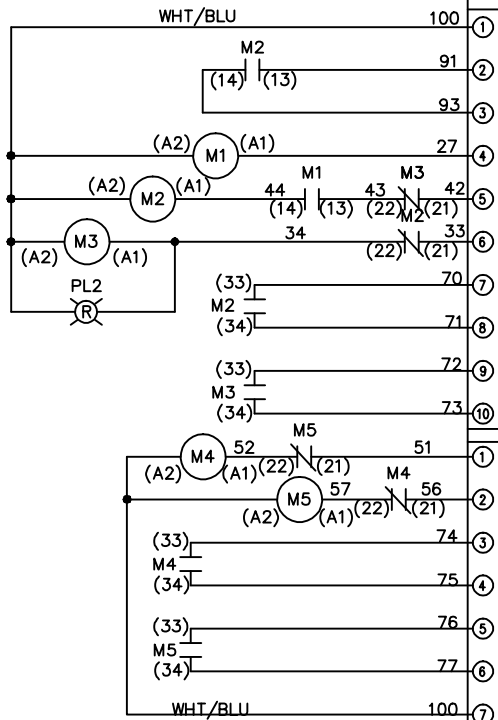 WHT/BLU 100 1
M2 91 2
(14) (13)
93 3
(A2) M1 (A1) 27 4
(A2) M2 (A1) 44 M1 43 M3 42 5
(14) (13) (22) (21)
M3 34 M2 33 6
(A2) (A1) (22) (21)
PL2 (33) 70 7
R M2
(34) 71 8
(33) 72 9
M3
(34) 73 10
M4 52 M5 51 1
(A2) (A1) (22) (21)
M5 57 M4 56 2
(A2) (A1) (22) (21)
(33) 74 3
M4
(34) 75 4
(33) 76 5
M5
(34) 77 6
WHT/BLU 100 7